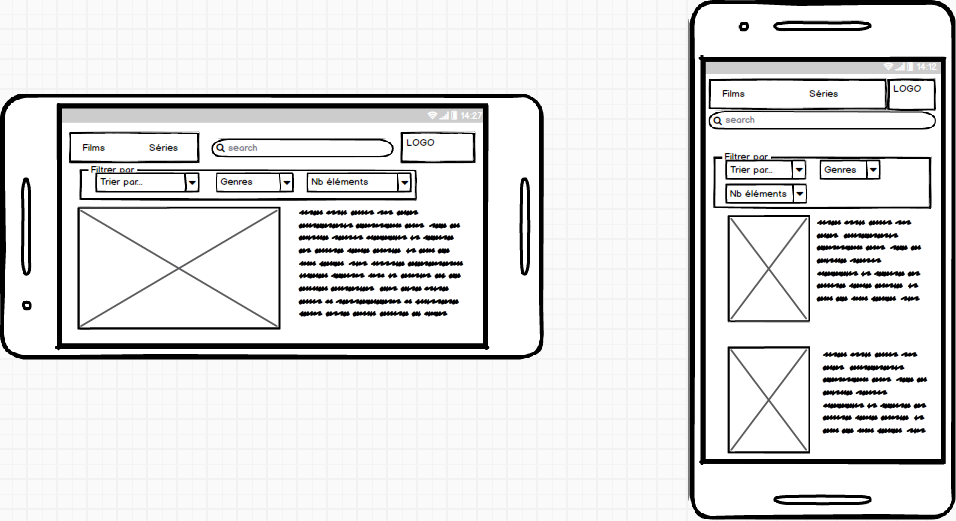 14:27
Films Séries
search
LOGO
Filtrer par
Trier par... Genres Nb éléments
14:12
Films Séries
LOGO
search
Filtrer par
Trier par... Genres
Nb éléments